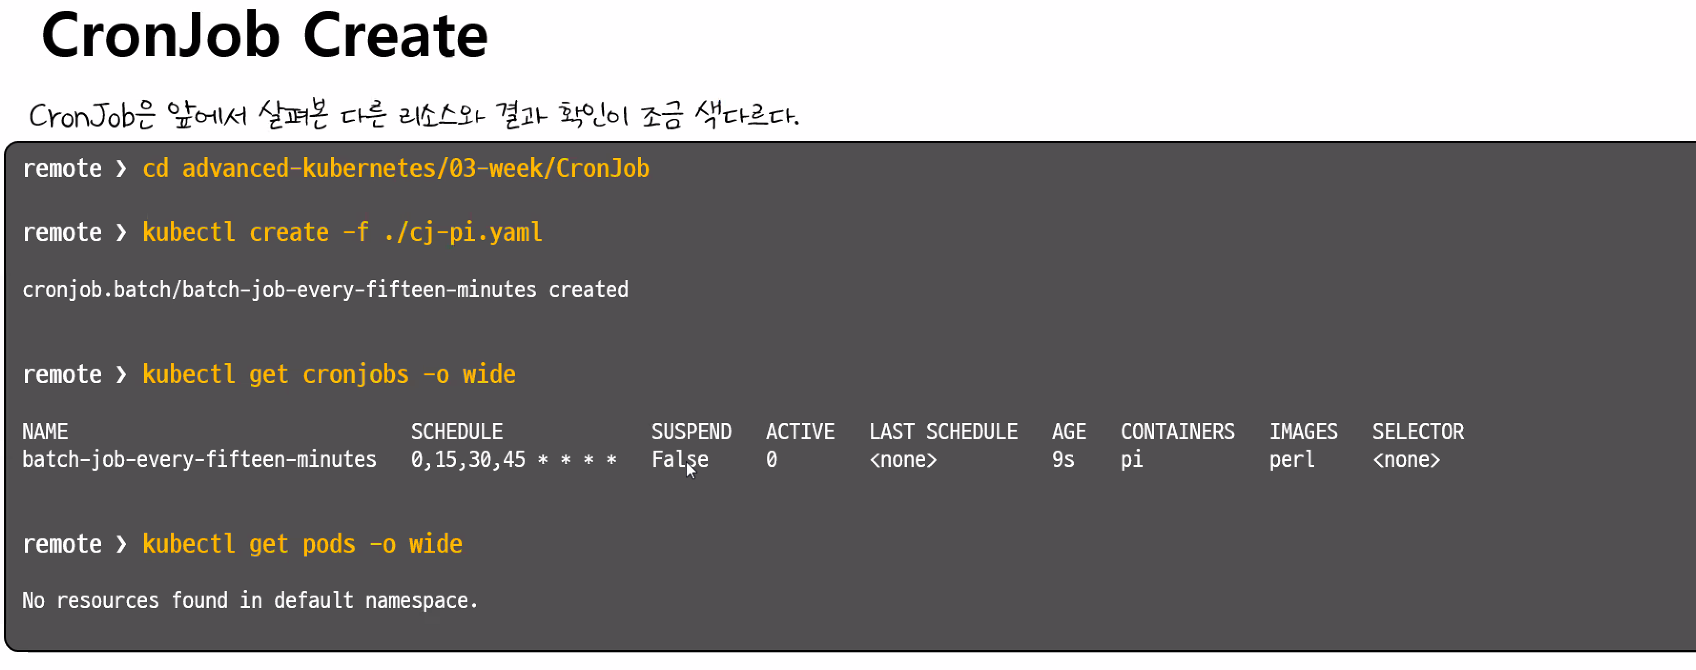 CronJob Create
CronJob은 앞에서 살펴본 다른 리소스와 결과 확인이 조금 색다르다.
remote ❯ cd advanced-kubernetes/03-week/CronJob
remote ❯ kubectl create -f ./cj-pi.yaml
cronjob.batch/batch-job-every-fifteen-minutes created
remote ❯ kubectl get cronjobs -o wide
NAME SCHEDULE SUSPEND ACTIVE LAST SCHEDULE AGE CONTAINERS IMAGES SELECTOR
batch-job-every-fifteen-minutes 0,15,30,45 * * * * False 0 <none> 9s pi perl <none>
remote ❯ kubectl get pods -o wide
No resources found in default namespace.